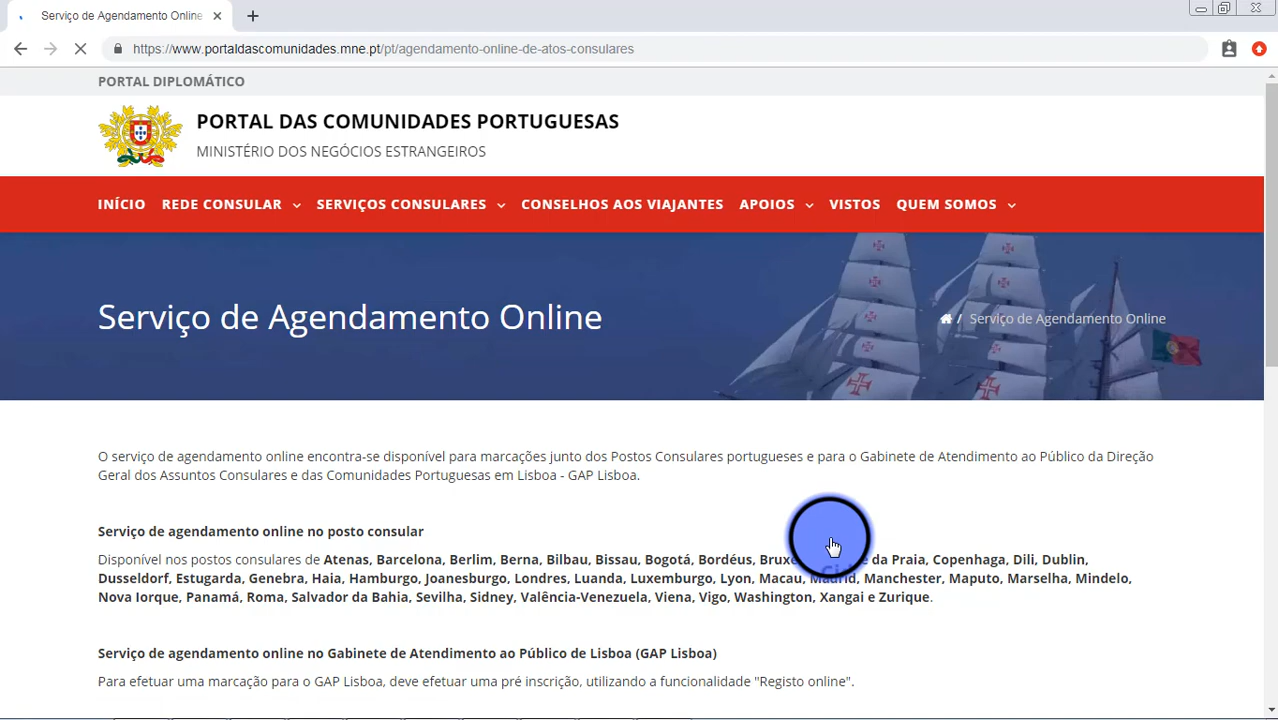 Serviço de Agendamento Online
https://www.portaldascomunidades.mne.pt/pt/agendamento-online-de-atos-consulares
PORTAL DIPLOMÁTICO
PORTAL DAS COMUNIDADES PORTUGUESAS
MINISTÉRIO DOS NEGÓCIOS ESTRANGEIROS
INÍCIO REDE CONSULAR SERVIÇOS CONSULARES CONSELHOS AOS VIAJANTES APOIOS VISTOS QUEM SOMOS
Serviço de Agendamento Online
/ Serviço de Agendamento Online
O serviço de agendamento online encontra-se disponível para marcações junto dos Postos Consulares portugueses e para o Gabinete de Atendimento ao Público da Direção
Geral dos Assuntos Consulares e das Comunidades Portuguesas em Lisboa - GAP Lisboa.
Serviço de agendamento online no posto consular
Disponível nos postos consulares de Atenas, Barcelona, Berlim, Berna, Bilbau, Bissau, Bogotá, Bordéus, da Praia, Copenhaga, Dili, Dublin,
Dusseldorf, Estugarda, Genebra, Haia, Hamburgo, Joanesburgo, Londres, Luanda, Luxemburgo, Lyon, Macau, Madrid, Manchester, Maputo, Marselha, Mindelo,
Nova Iorque, Panamá, Roma, Salvador da Bahia, Sevilha, Sidney, Valência-Venezuela, Viena, Vigo, Washington, Xangai e Zurique.
Serviço de agendamento online no Gabinete de Atendimento ao Público de Lisboa (GAP Lisboa)
Para efetuar uma marcação para o GAP Lisboa, deve efetuar uma pré inscrição, utilizando a funcionalidade "Registo online".